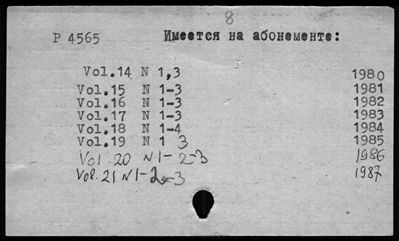 8
P 4565 Имеется на абонементе:
Vol.14 N 1,3 1980
Vol.15 N 1-3 1981
Vol.16 N 1-3 1982
Vol.17 N 1-3 1983
Vol.18 N 1-4 1984
Vol.19 N 1 3 1985
Vol. 20 N 1- 2-3 1986
Vol. 21 N 1-2-3 1987